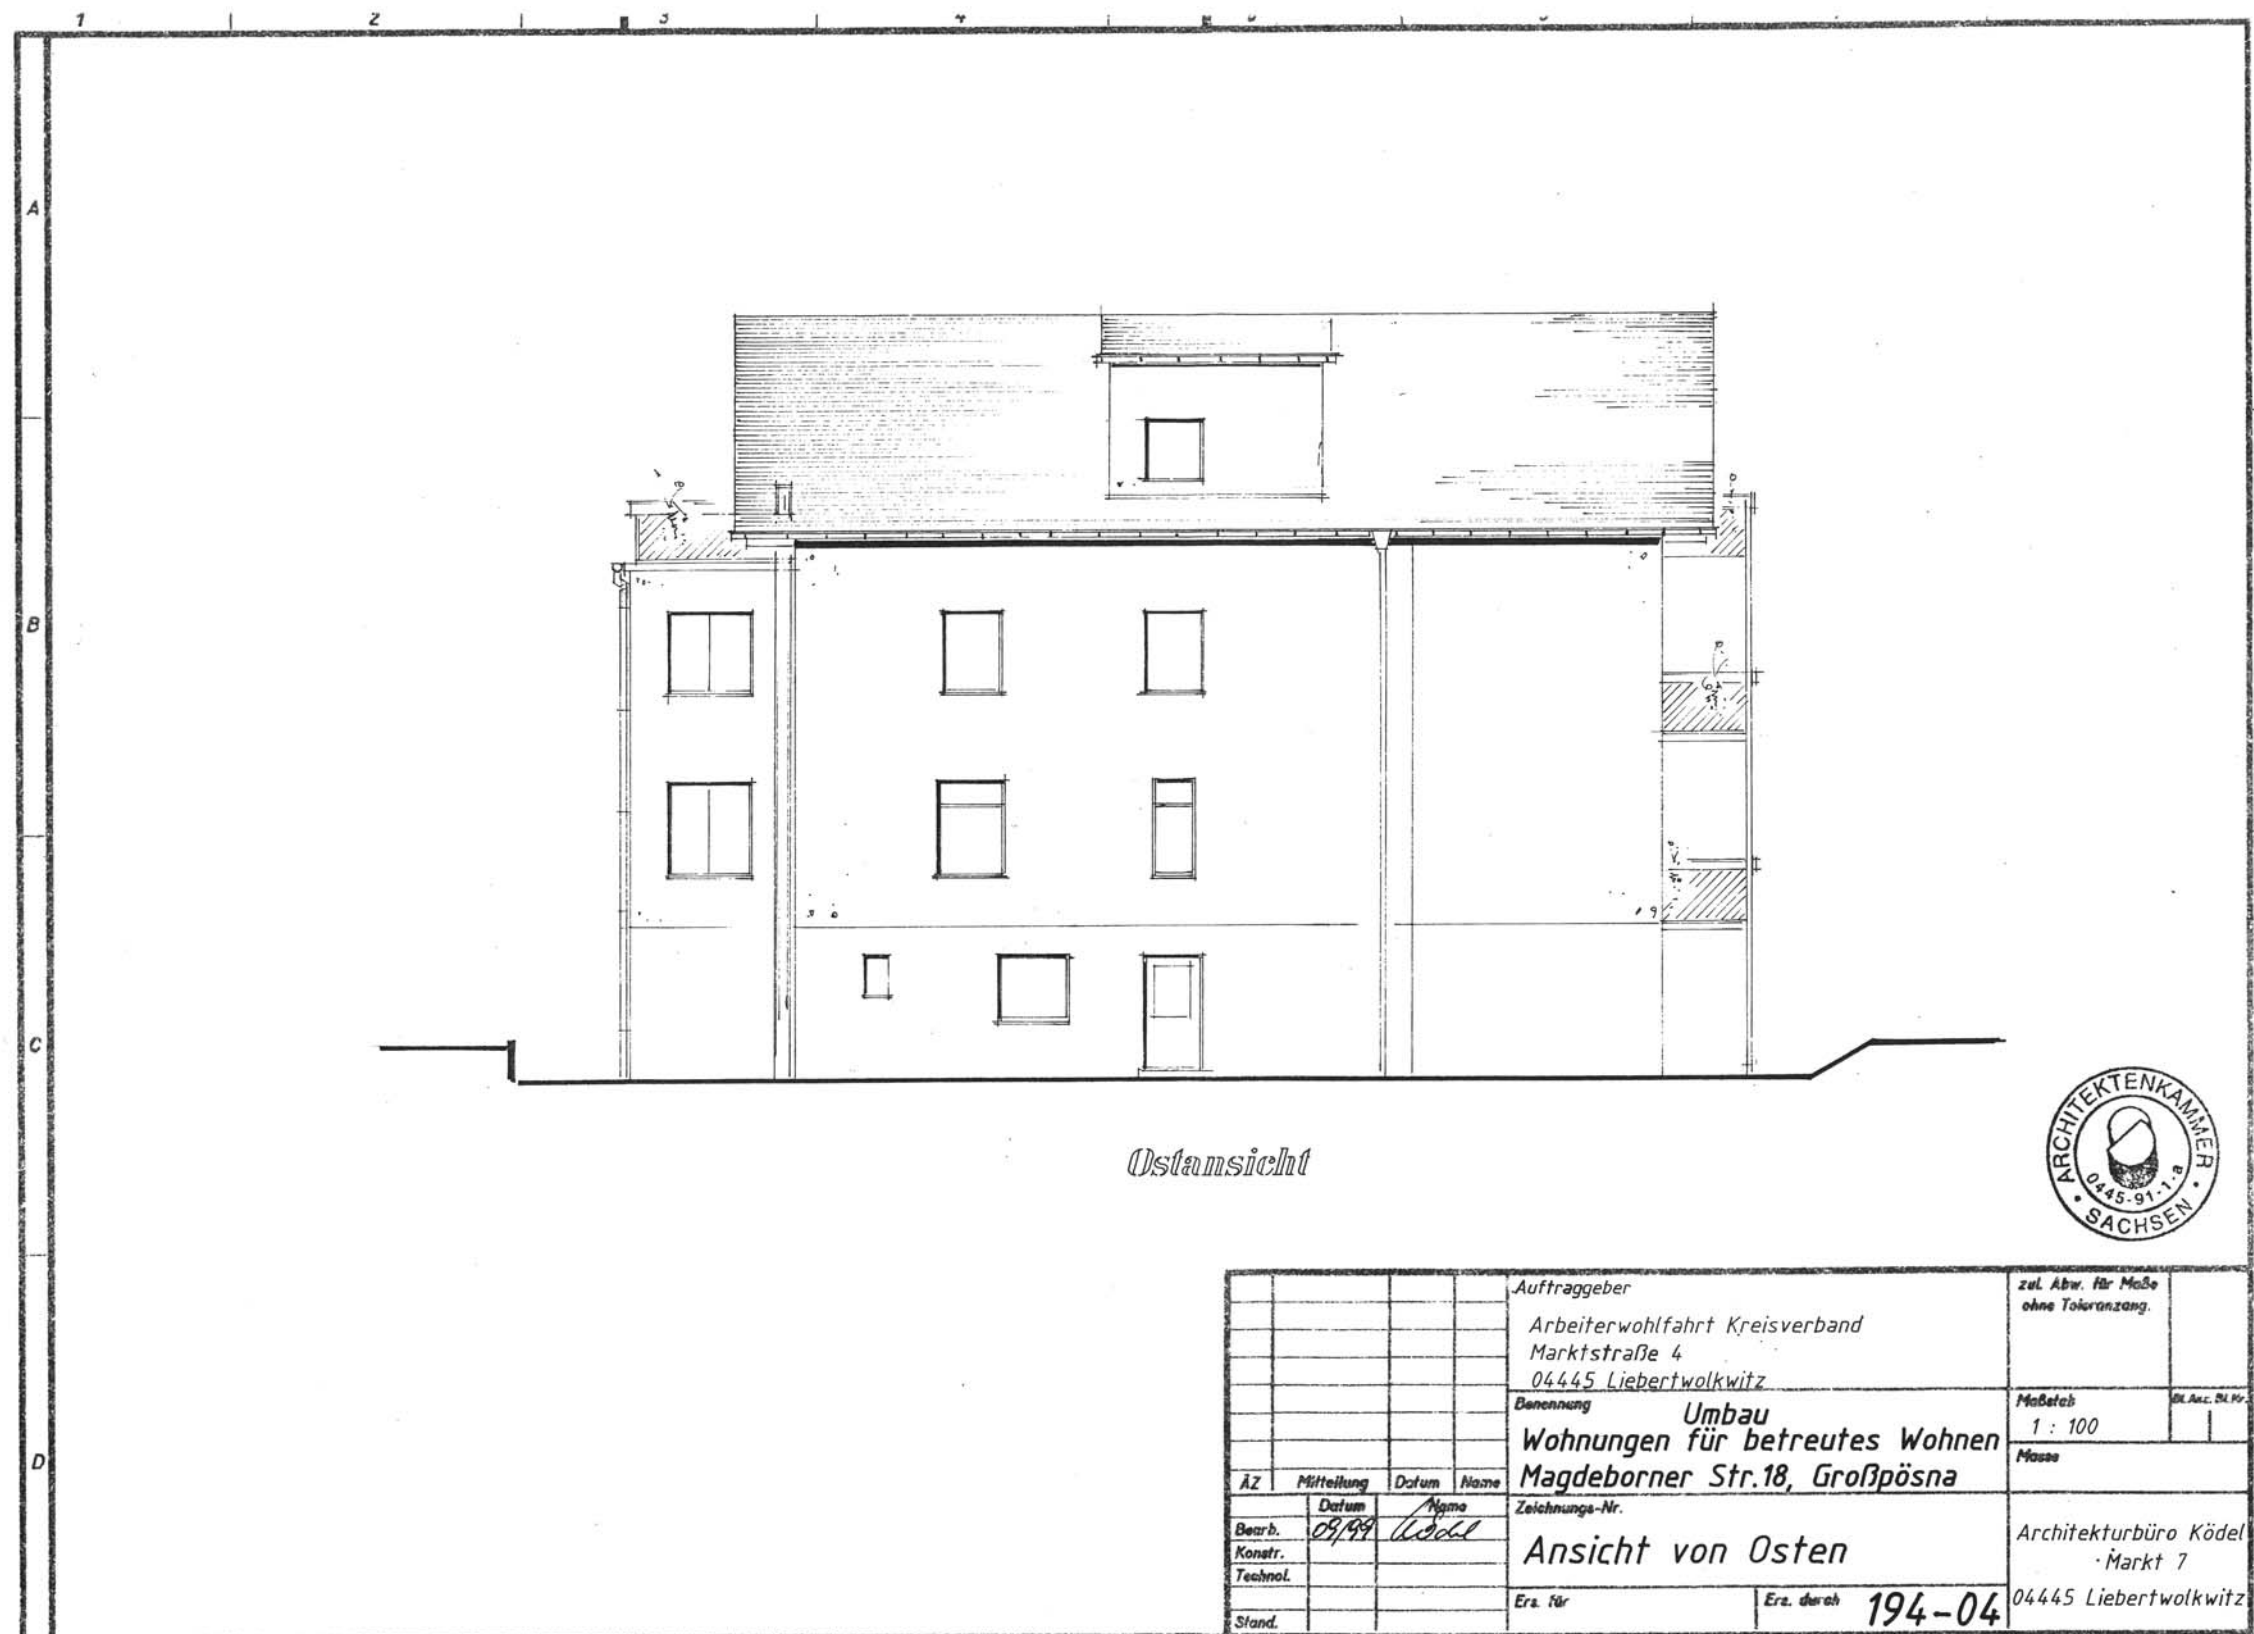 1 2 3 4
A
B
C
D
Ostansicht
ARCHITEKTENKAMMER
0445-91-1-a
SACHSEN
Auftraggeber
Arbeiterwohlfahrt Kreisverband
Marktstraße 4
04445 Liebertwolkwitz
zul. Abw. für Maße
ohne Toleranzang.
Benennung
Umbau
Wohnungen für betreutes Wohnen
Magdeborner Str.18, Großpösna
Maßstab
1 : 100
Masse
ÄZ Mitteilung Datum Name
Datum Name
Bearb. 09/99 Ködel
Konstr.
Technol.
Stand.
Zeichnungs-Nr.
Ansicht von Osten
Ers. für
Ers. durch
194-04
Architekturbüro Ködel
Markt 7
04445 Liebertwolkwitz